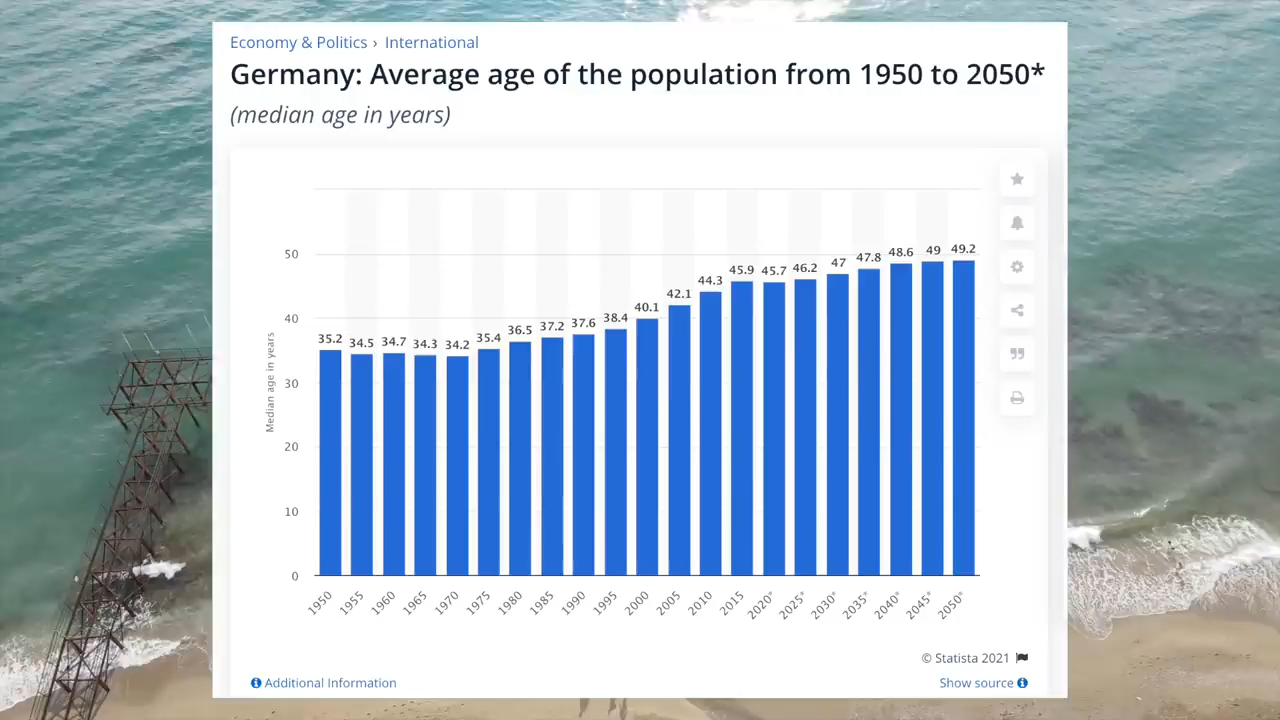 Economy & Politics › International
Germany: Average age of the population from 1950 to 2050*
(median age in years)
Median age in years
50
40
30
20
10
0
35.2 34.5 34.7 34.3 34.2 35.4 36.5 37.2 37.6 38.4 40.1 42.1 44.3 45.9 45.7 46.2 47 47.8 48.6 49 49.2
1950 1955 1960 1965 1970 1975 1980 1985 1990 1995 2000 2005 2010 2015 2020* 2025* 2030* 2035* 2040* 2045* 2050*
© Statista 2021
Additional Information
Show source